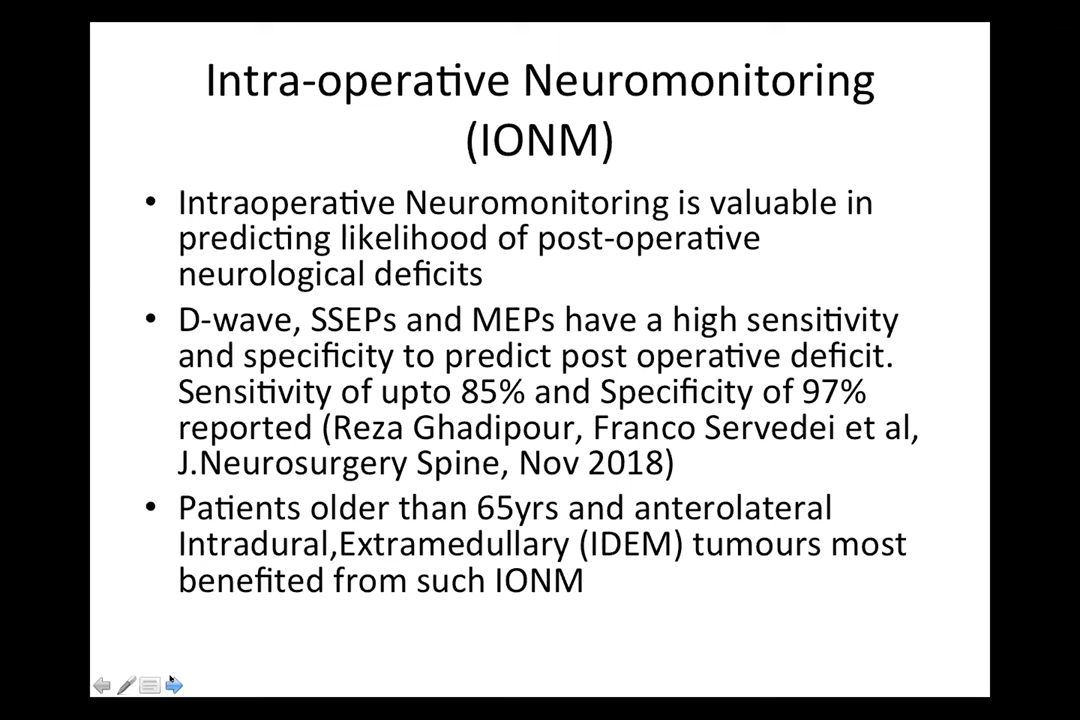 Intra-operative Neuromonitoring
(IONM)
• Intraoperative Neuromonitoring is valuable in
predicting likelihood of post-operative
neurological deficits
• D-wave, SSEPs and MEPs have a high sensitivity
and specificity to predict post operative deficit.
Sensitivity of upto 85% and Specificity of 97%
reported (Reza Ghadipour, Franco Servedei et al,
J.Neurosurgery Spine, Nov 2018)
• Patients older than 65yrs and anterolateral
Intradural,Extramedullary (IDEM) tumours most
benefited from such IONM